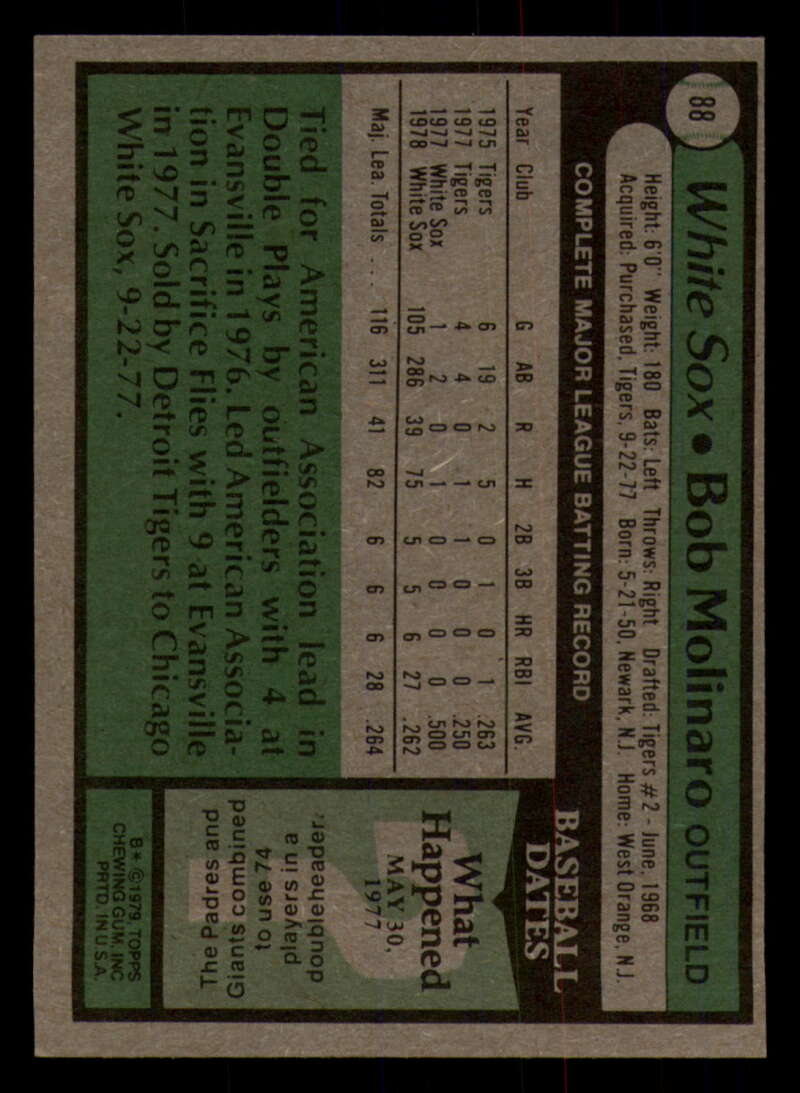 88
White Sox • Bob Molinaro OUTFIELD
Height: 6'0" Weight: 180 Bats: Left Throws: Right Drafted: Tigers #2 - June, 1968
Acquired: Purchased, Tigers, 9-22-77 Born: 5-21-50, Newark, N.J. Home: West Orange, N.J.
COMPLETE MAJOR LEAGUE BATTING RECORD
Year Club G AB R H 2B 3B HR RBI AVG.
1975 Tigers 6 19 2 5 0 1 0 1 .263
1977 Tigers 4 4 0 1 1 0 0 0 .250
1977 White Sox 1 2 0 1 0 0 0 0 .500
1978 White Sox 105 286 39 75 5 5 6 27 .262
Maj. Lea. Totals .... 116 311 41 82 6 6 6 28 .264
Tied for American Association lead in
Double Plays by outfielders with 4 at
Evansville in 1976. Led American Associa-
tion in Sacrifice Flies with 9 at Evansville
in 1977. Sold by Detroit Tigers to Chicago
White Sox, 9-22-77.
BASEBALL
DATES
What
Happened
MAY 30,
1977
The Padres and
Giants combined
to use 74
players in a
doubleheader.
8* ©1979 TOPPS
CHEWING GUM, INC
PRTD. IN U.S.A.